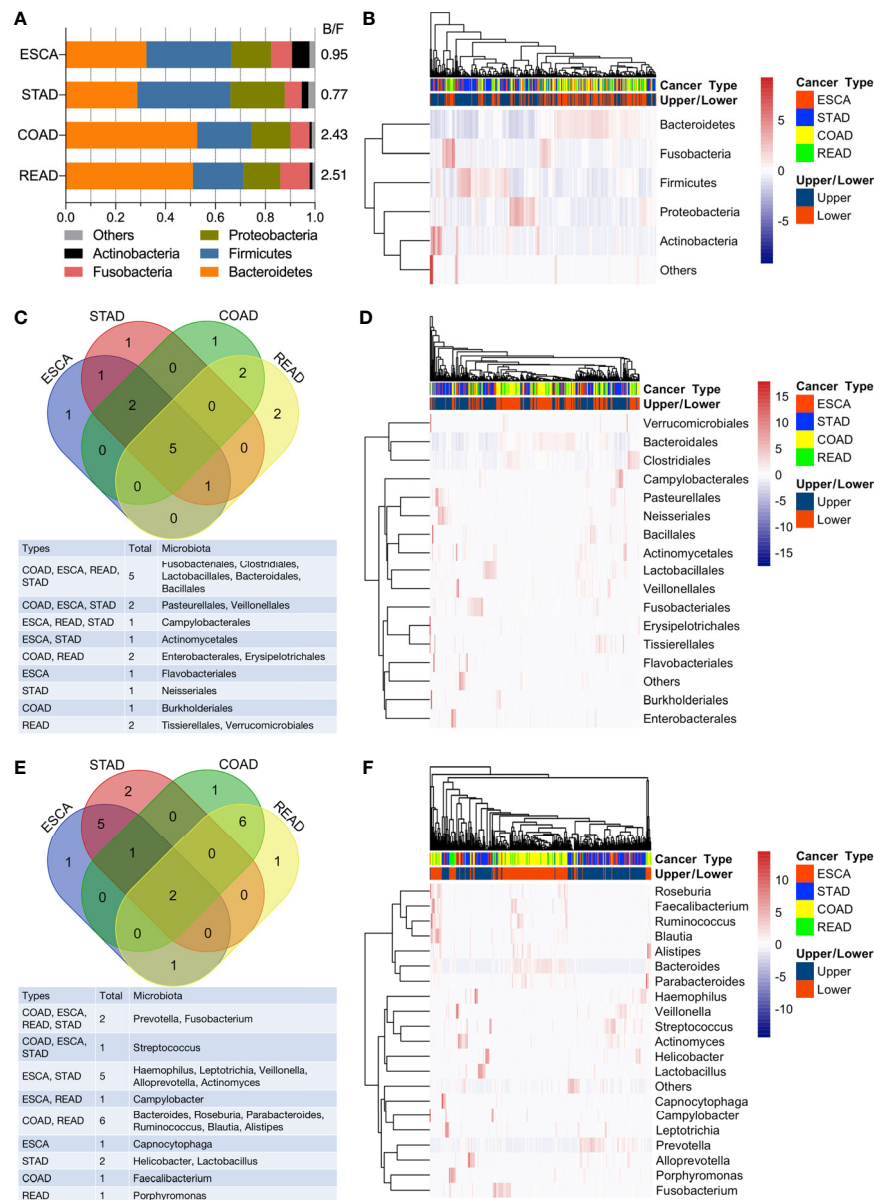 A
B/F
ESCA 0.95
STAD 0.77
COAD 2.43
READ 2.51
0.0 0.2 0.4 0.6 0.8 1.0
Others Proteobacteria
Actinobacteria Firmicutes
Fusobacteria Bacteroidetes
B
Cancer Type
Upper/Lower
Bacteroidetes
Fusobacteria
Firmicutes
Proteobacteria
Actinobacteria
Others
5
0
-5
Cancer Type
ESCA
STAD
COAD
READ
Upper/Lower
Upper
Lower
C
STAD COAD
ESCA READ
1 1
1 0 2
1 2 0 2
0 5 1
0
0
Types Total Microbiota
COAD, ESCA, READ, STAD 5 Fusobacteriales, Clostridiales, Lactobacillales, Bacteroidales, Bacillales
COAD, ESCA, STAD 2 Pasteurellales, Veillonellales
ESCA, READ, STAD 1 Campylobacterales
ESCA, STAD 1 Actinomycetales
COAD, READ 2 Enterobacterales, Erysipelotrichales
ESCA 1 Flavobacteriales
STAD 1 Neisseriales
COAD 1 Burkholderiales
READ 2 Tissierellales, Verrucomicrobiales
D
Cancer Type
Upper/Lower
Verrucomicrobiales
Bacteroidales
Clostridiales
Campylobacterales
Pasteurellales
Neisseriales
Bacillales
Actinomycetales
Lactobacillales
Veillonellales
Fusobacteriales
Erysipelotrichales
Tissierellales
Flavobacteriales
Others
Burkholderiales
Enterobacterales
15
10
5
0
-5
-10
-15
Cancer Type
ESCA
STAD
COAD
READ
Upper/Lower
Upper
Lower
E
STAD COAD
ESCA READ
2 1
5 0 6
1 1 0 1
0 2 0
0 0
1
Types Total Microbiota
COAD, ESCA, READ, STAD 2 Prevotella, Fusobacterium
COAD, ESCA, STAD 1 Streptococcus
ESCA, STAD 5 Haemophilus, Leptotrichia, Veillonella, Alloprevotella, Actinomyces
ESCA, READ 1 Campylobacter
COAD, READ 6 Bacteroides, Roseburia, Parabacteroides, Ruminococcus, Blautia, Alistipes
ESCA 1 Capnocytophaga
STAD 2 Helicobacter, Lactobacillus
COAD 1 Faecalibacterium
READ 1 Porphyromonas
F
Cancer Type
Upper/Lower
Roseburia
Faecalibacterium
Ruminococcus
Blautia
Alistipes
Bacteroides
Parabacteroides
Haemophilus
Veillonella
Streptococcus
Actinomyces
Helicobacter
Lactobacillus
Others
Capnocytophaga
Campylobacter
Leptotrichia
Prevotella
Alloprevotella
Porphyromonas
Fusobacterium
10
5
0
-5
-10
Cancer Type
ESCA
STAD
COAD
READ
Upper/Lower
Upper
Lower